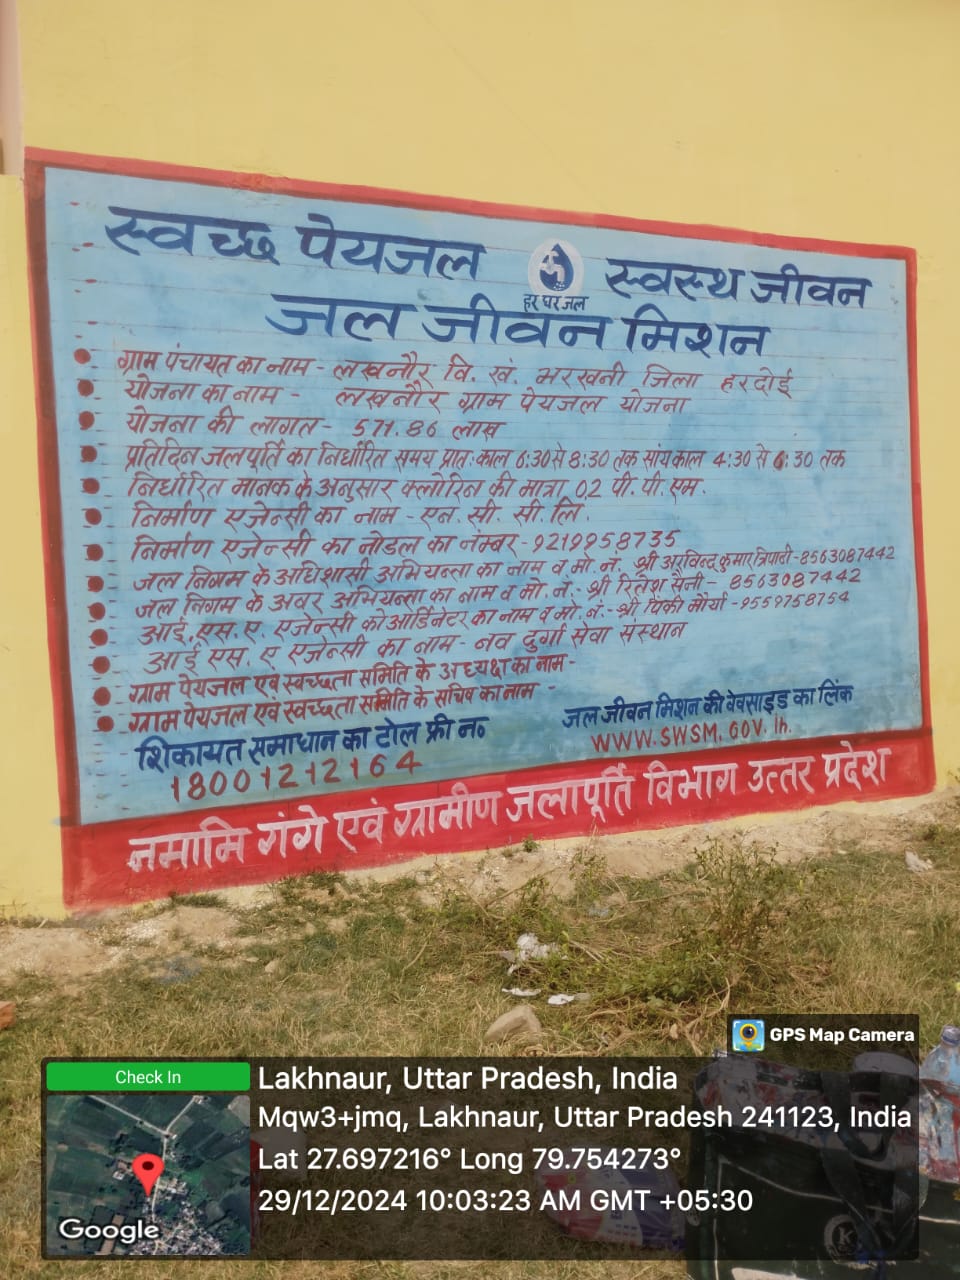 स्वच्छ पेयजल
स्वस्थ जीवन
हर घर जल
जल जीवन मिशन
ग्राम पंचायत का नाम - लखनौर वि. खं. भरखनी जिला हरदोई
योजना का नाम - लखनौर ग्राम पेयजल योजना
योजना की लागत - 571.86 लाख
प्रतिदिन जलपूर्ति का निर्धारित समय प्रातः काल 6:30 से 8:30 तक सांय काल 4:30 से 6:30 तक
निर्धारित मानक के अनुसार क्लोरिन की मात्रा 0.2 पी. पी. एम.
निर्माण एजेन्सी का नाम - एन. सी. सी. लि.
निर्माण एजेन्सी का नोडल का नंम्बर - 9219958735
जल निगम के अधिशासी अभियन्ता का नाम व मो. नं. श्री अरविन्द कुमार त्रिपाठी - 8563087442
जल निगम के अवर अभियन्ता का नाम व मो. नं. - श्री रितेश सैनी - 8563087442
आई. एस. ए. एजेन्सी कोओर्डिनेटर का नाम व मो. नं. - श्री पिंकी मौर्या - 9559758754
आई एस. ए एजेन्सी का नाम - नव दुर्गा सेवा संस्थान
ग्राम पेयजल एवं स्वच्छता समिति के अध्यक्ष का नाम -
ग्राम पेयजल एवं स्वच्छता समिति के सचिव का नाम -
शिकायत समाधान का टोल फ्री न०
18001212164
जल जीवन मिशन की वेवसाइड का लिंक
WWW.SWSM.GOV.in.
नमामि गंगे एवं ग्रामीण जलापूर्ति विभाग उत्तर प्रदेश
GPS Map Camera
Check In
Lakhnaur, Uttar Pradesh, India
Mqw3+jmq, Lakhnaur, Uttar Pradesh 241123, India
Lat 27.697216° Long 79.754273°
29/12/2024 10:03:23 AM GMT +05:30
Google